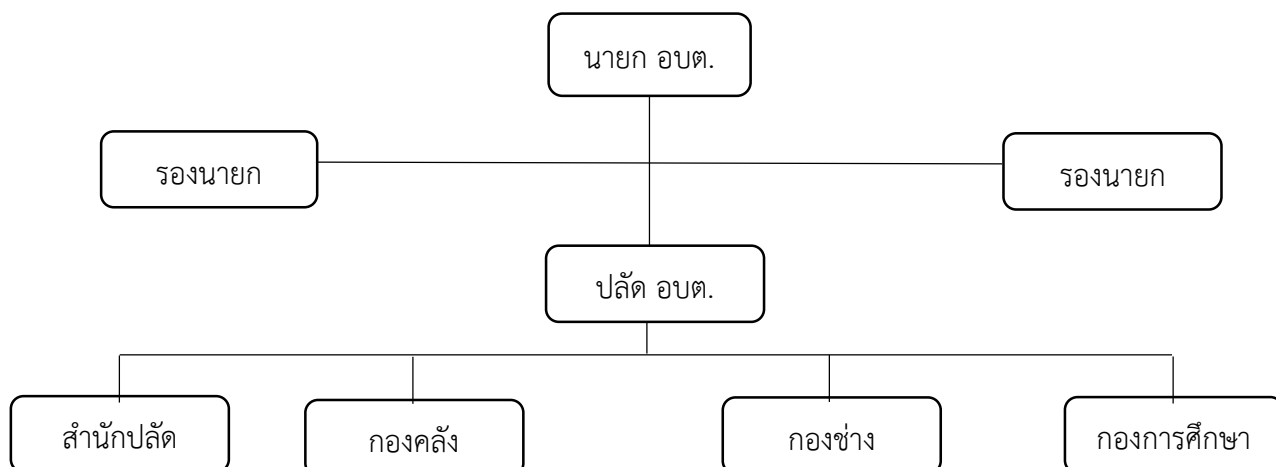 นายก อบต.
รองนายก
รองนายก
ปลัด อบต.
สำนักปลัด
กองคลัง
กองช่าง
กองการศึกษา